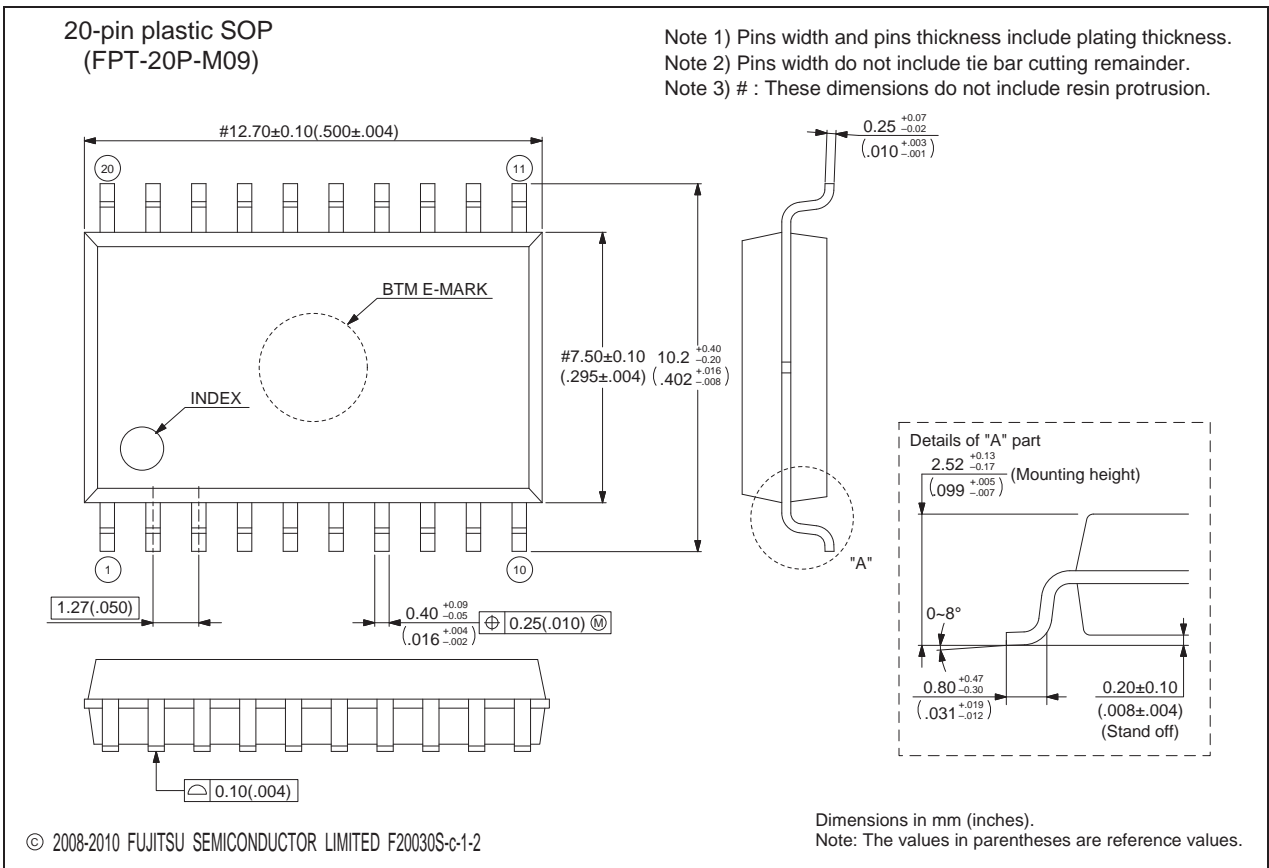 20-pin plastic SOP
(FPT-20P-M09)
Note 1) Pins width and pins thickness include plating thickness.
Note 2) Pins width do not include tie bar cutting remainder.
Note 3) # : These dimensions do not include resin protrusion.
#12.70±0.10(.500±.004)
0.25 +0.07 –0.02
(.010 +.003 –.001)
20
11
BTM E-MARK
INDEX
#7.50±0.10
(.295±.004)
10.2 +0.40 –0.20
(.402 +.016 –.008)
1
10
"A"
1.27(.050)
0.40 +0.09 –0.05
(.016 +.004 –.002)
⌖ 0.25(.010) Ⓜ
Details of "A" part
2.52 +0.13 –0.17
(.099 +.005 –.007)
(Mounting height)
0~8°
0.80 +0.47 –0.30
(.031 +.019 –.012)
0.20±0.10
(.008±.004)
(Stand off)
⌓ 0.10(.004)
© 2008-2010 FUJITSU SEMICONDUCTOR LIMITED F20030S-c-1-2
Dimensions in mm (inches).
Note: The values in parentheses are reference values.